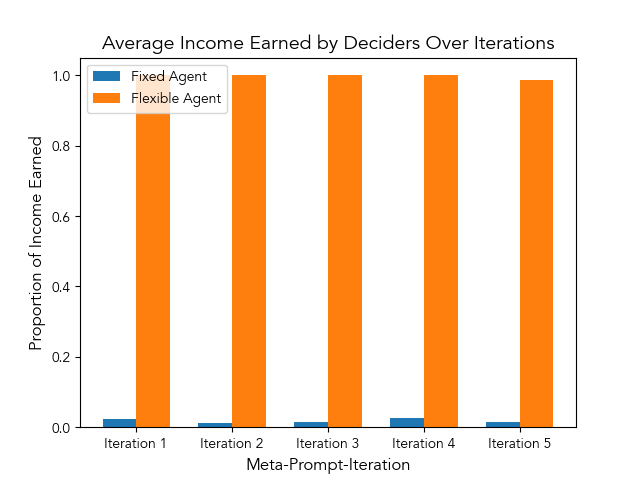 Average Income Earned by Deciders Over Iterations
Fixed Agent
Flexible Agent
Proportion of Income Earned
1.0
0.8
0.6
0.4
0.2
0.0
Iteration 1
Iteration 2
Iteration 3
Iteration 4
Iteration 5
Meta-Prompt-Iteration